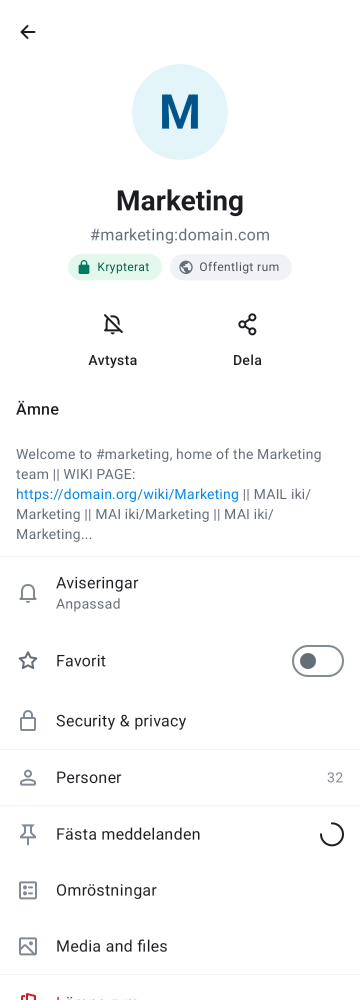 M
Marketing
#marketing:domain.com
Krypterat
Offentligt rum
Avtysta
Dela
Ämne
Welcome to #marketing, home of the Marketing
team || WIKI PAGE:
https://domain.org/wiki/Marketing || MAIL iki/
Marketing || MAI iki/Marketing || MAI iki/
Marketing...
Aviseringar
Anpassad
Favorit
Security & privacy
Personer 32
Fästa meddelanden
Omröstningar
Media and files